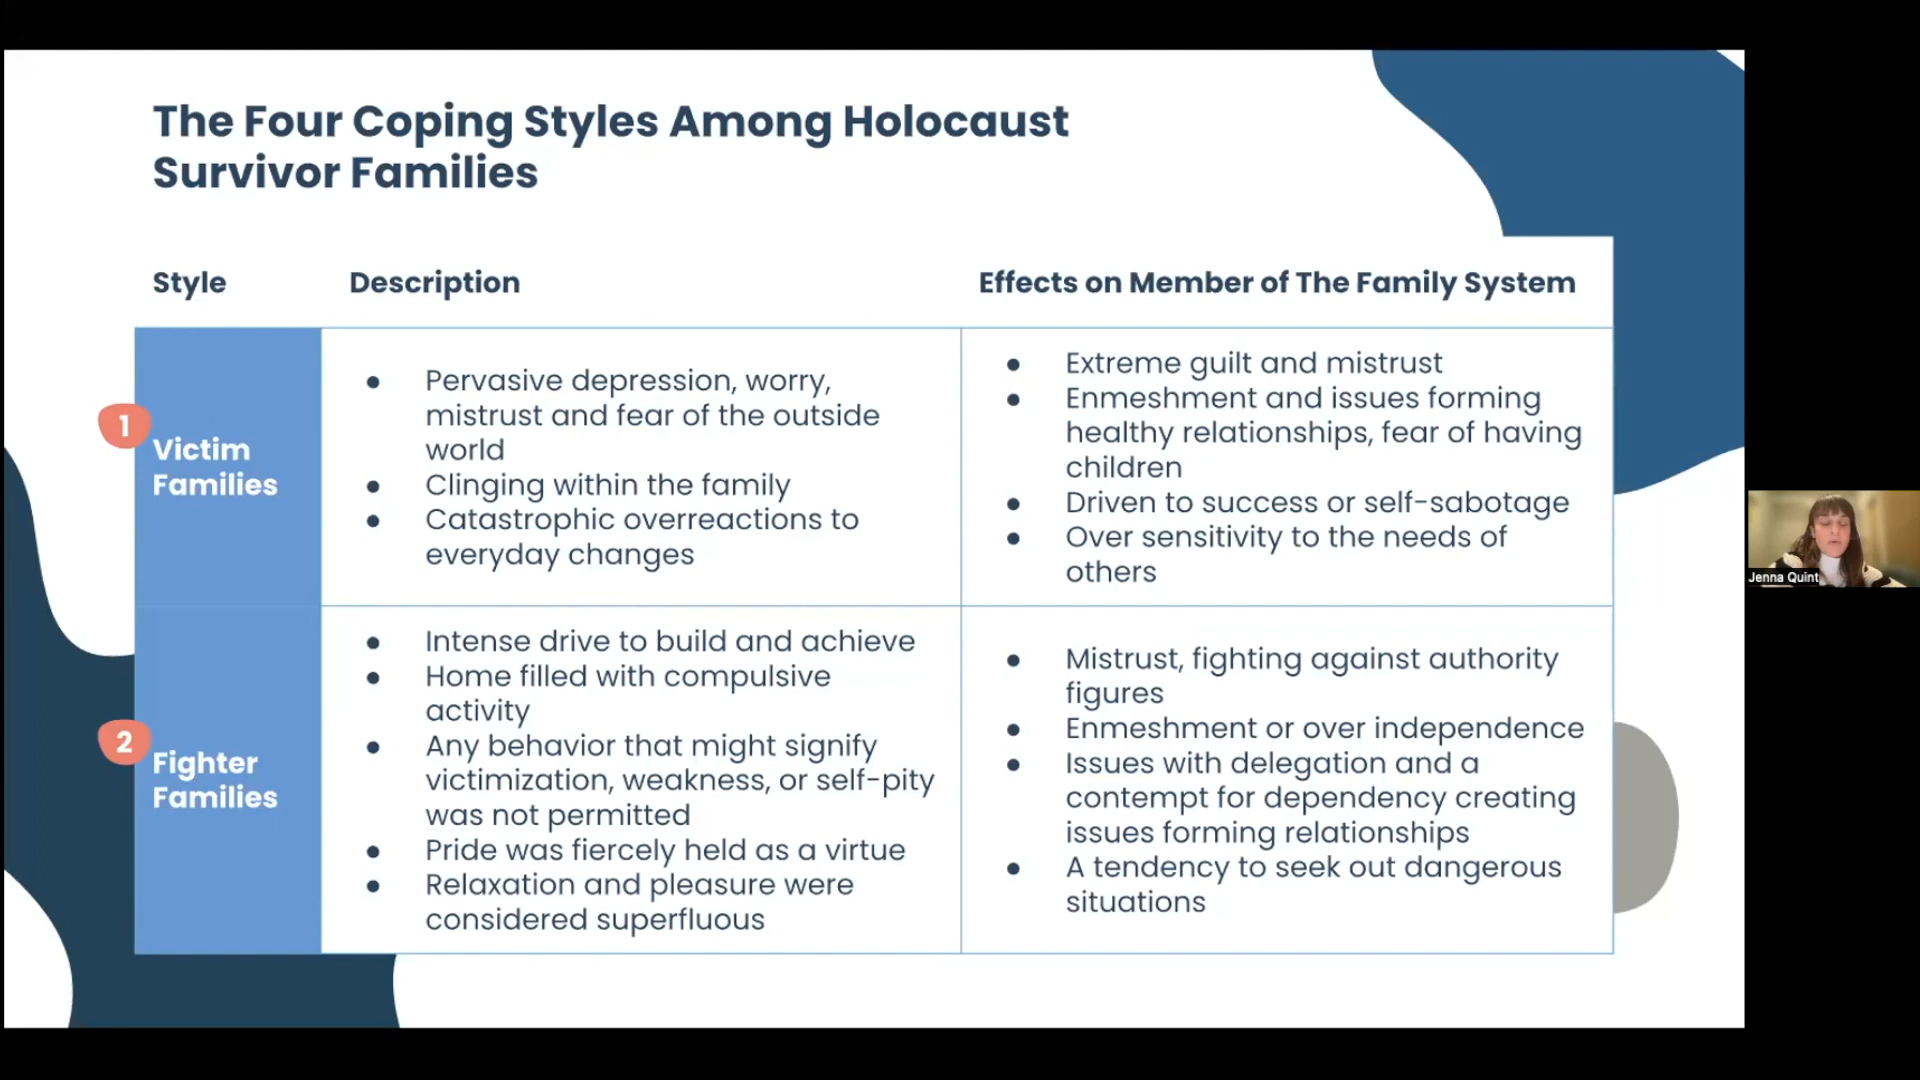 The Four Coping Styles Among Holocaust
Survivor Families
Style
Description
Effects on Member of The Family System
1
Victim
Families
● Pervasive depression, worry,
mistrust and fear of the outside
world
● Clinging within the family
● Catastrophic overreactions to
everyday changes
● Extreme guilt and mistrust
● Enmeshment and issues forming
healthy relationships, fear of having
children
● Driven to success or self-sabotage
● Over sensitivity to the needs of
others
2
Fighter
Families
● Intense drive to build and achieve
● Home filled with compulsive
activity
● Any behavior that might signify
victimization, weakness, or self-pity
was not permitted
● Pride was fiercely held as a virtue
● Relaxation and pleasure were
considered superfluous
● Mistrust, fighting against authority
figures
● Enmeshment or over independence
● Issues with delegation and a
contempt for dependency creating
issues forming relationships
● A tendency to seek out dangerous
situations
Jenna Quint